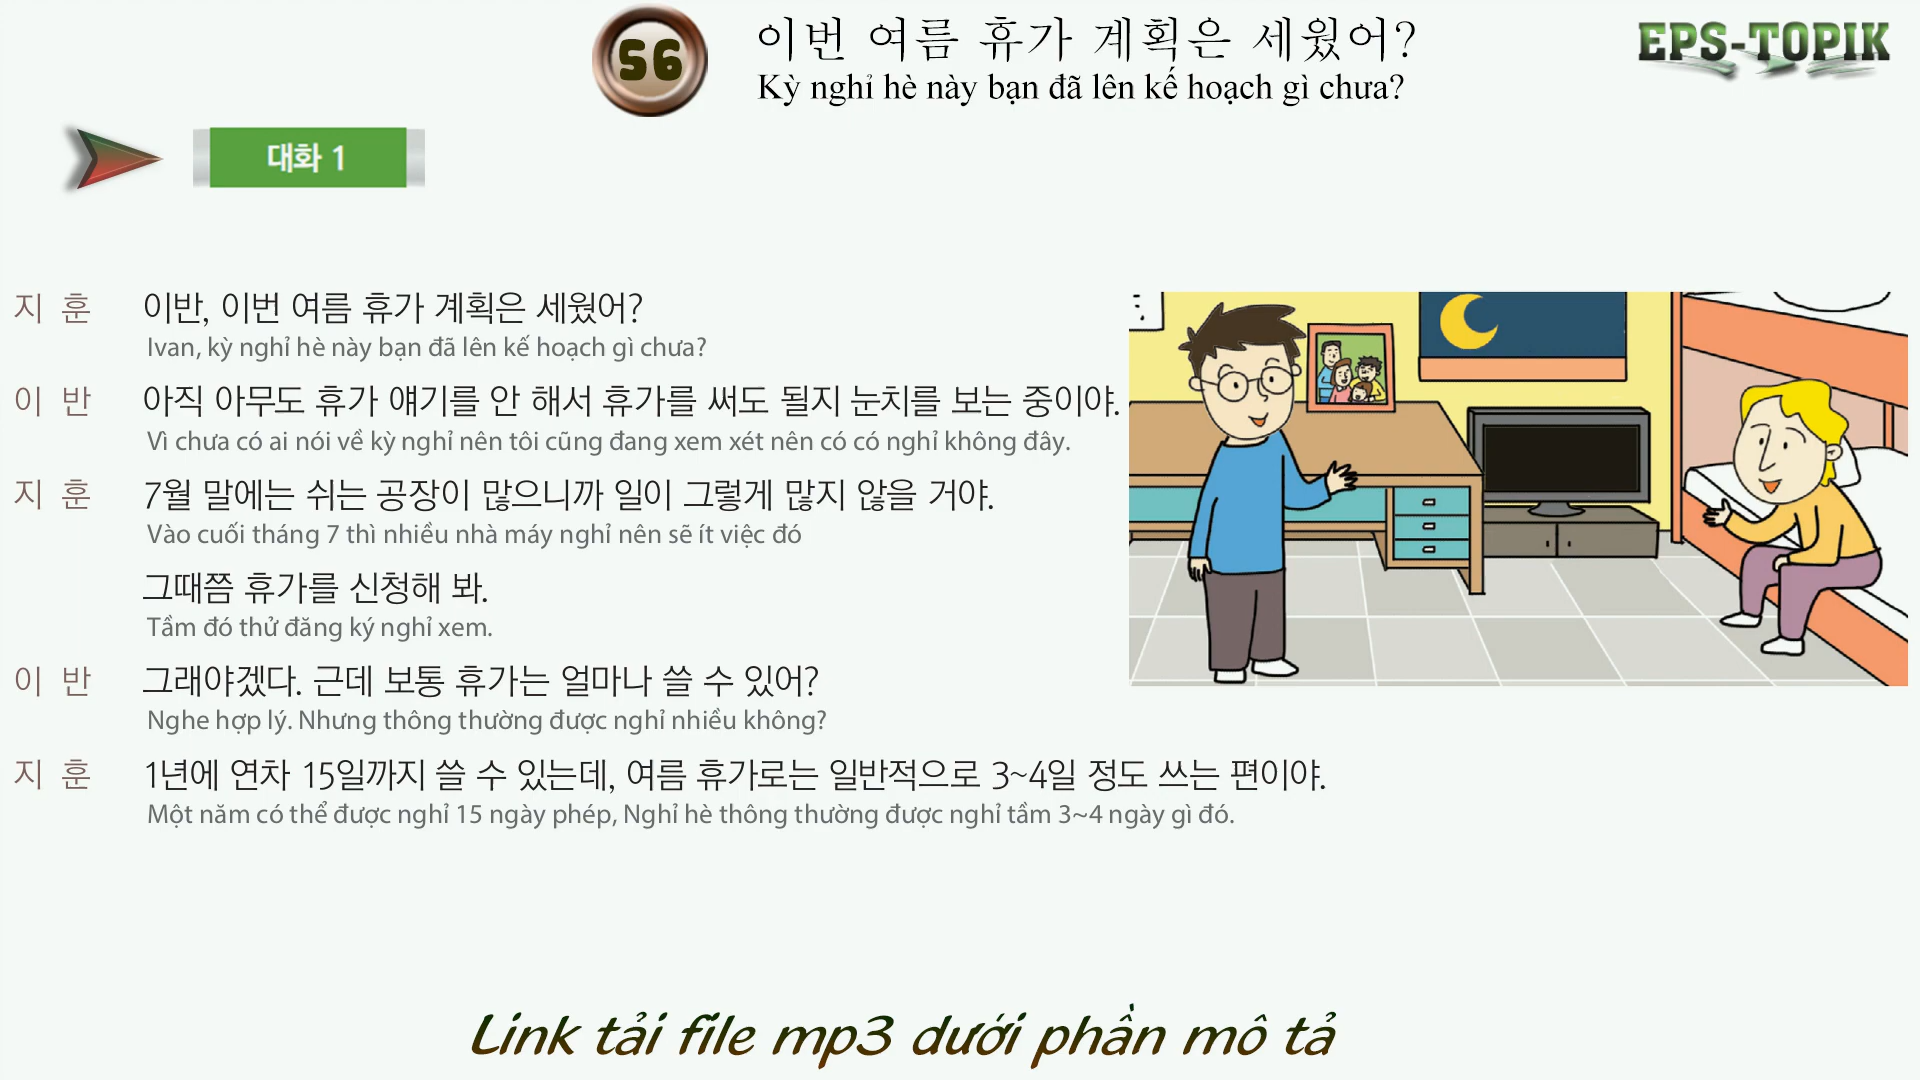 56
이번 여름 휴가 계획은 세웠어?
Kỳ nghỉ hè này bạn đã lên kế hoạch gì chưa?
EPS-TOPIK
대화 1
지 훈 이반, 이번 여름 휴가 계획은 세웠어?
Ivan, kỳ nghỉ hè này bạn đã lên kế hoạch gì chưa?
이 반 아직 아무도 휴가 얘기를 안 해서 휴가를 써도 될지 눈치를 보는 중이야.
Vì chưa có ai nói về kỳ nghỉ nên tôi cũng đang xem xét nên có có nghỉ không đây.
지 훈 7월 말에는 쉬는 공장이 많으니까 일이 그렇게 많지 않을 거야.
Vào cuối tháng 7 thì nhiều nhà máy nghỉ nên sẽ ít việc đó
그때쯤 휴가를 신청해 봐.
Tầm đó thử đăng ký nghỉ xem.
이 반 그래야겠다. 근데 보통 휴가는 얼마나 쓸 수 있어?
Nghe hợp lý. Nhưng thông thường được nghỉ nhiều không?
지 훈 1년에 연차 15일까지 쓸 수 있는데, 여름 휴가로는 일반적으로 3~4일 정도 쓰는 편이야.
Một năm có thể được nghỉ 15 ngày phép, Nghỉ hè thông thường được nghỉ tầm 3~4 ngày gì đó.
Link tải file mp3 dưới phần mô tả